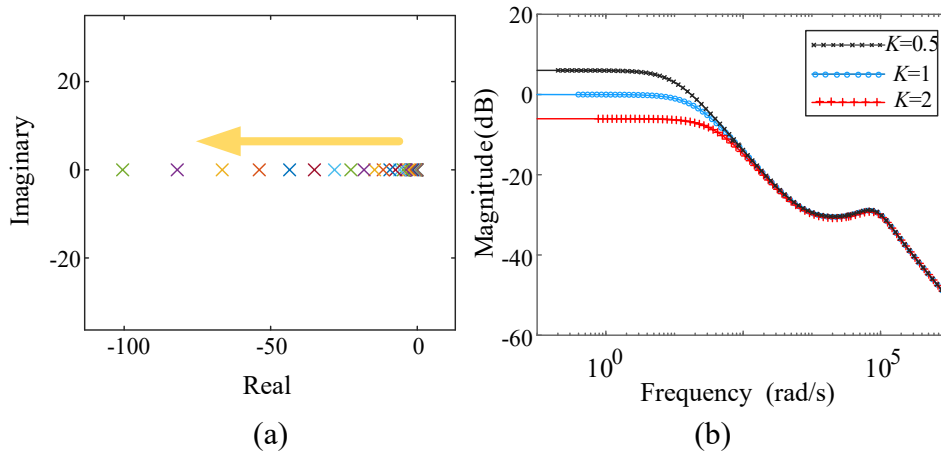 20
0
-20
Imaginary
-100
-50
0
Real
(a)
20
0
-20
-40
-60
Magnitude(dB)
K=0.5
K=1
K=2
10^0
10^5
Frequency (rad/s)
(b)